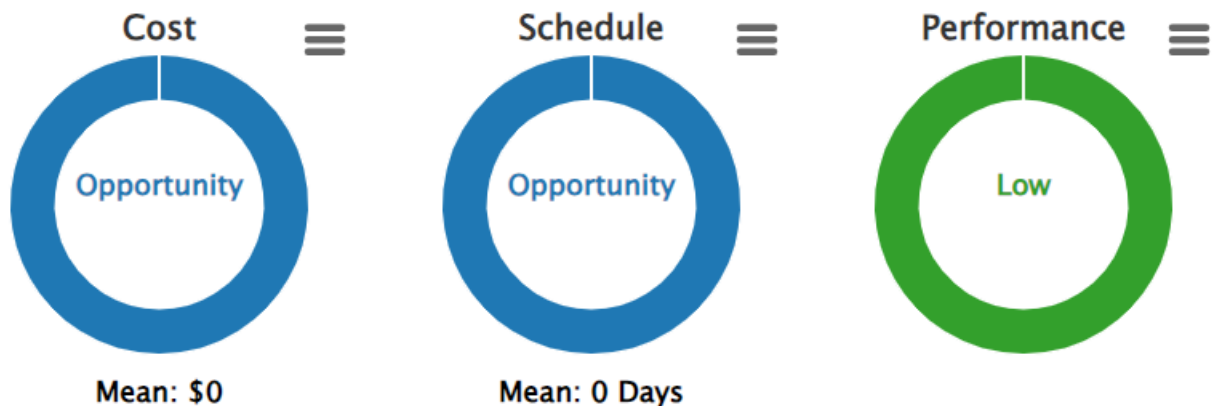 Cost
Schedule
Performance
Opportunity
Opportunity
Low
Mean: $0
Mean: 0 Days